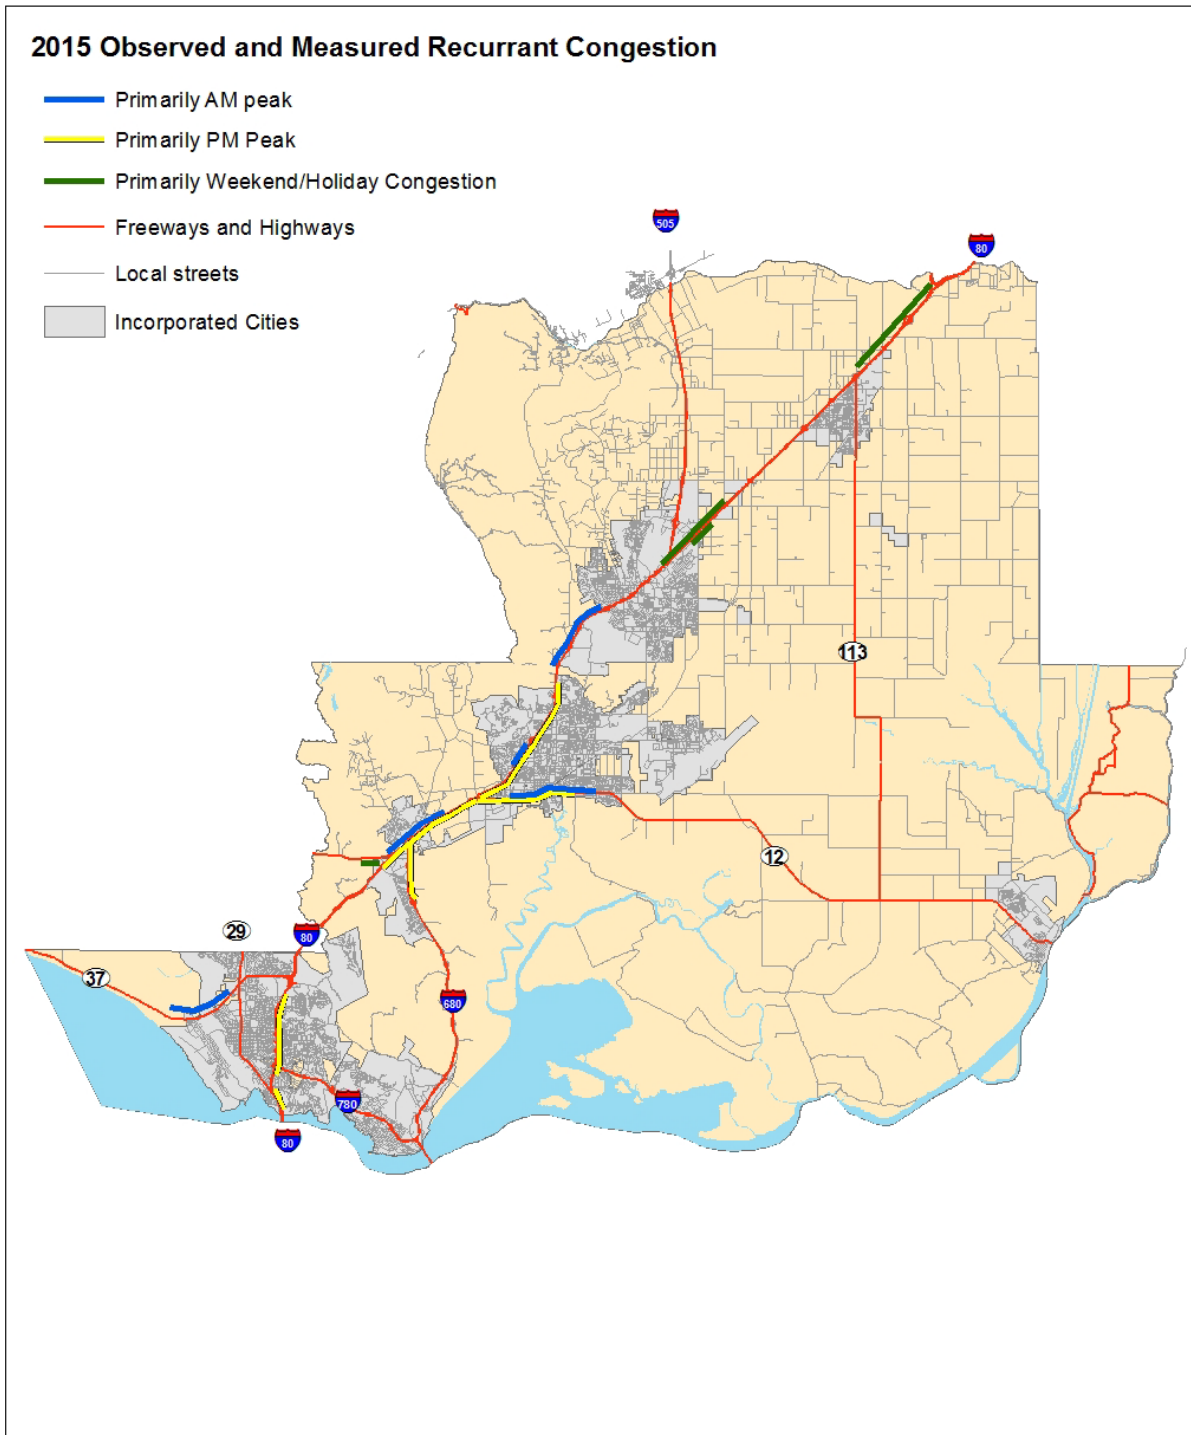 2015 Observed and Measured Recurrant Congestion
Primarily AM peak
Primarily PM Peak
Primarily Weekend/Holiday Congestion
Freeways and Highways
Local streets
Incorporated Cities
505
80
113
12
29
80
37
680
780
80